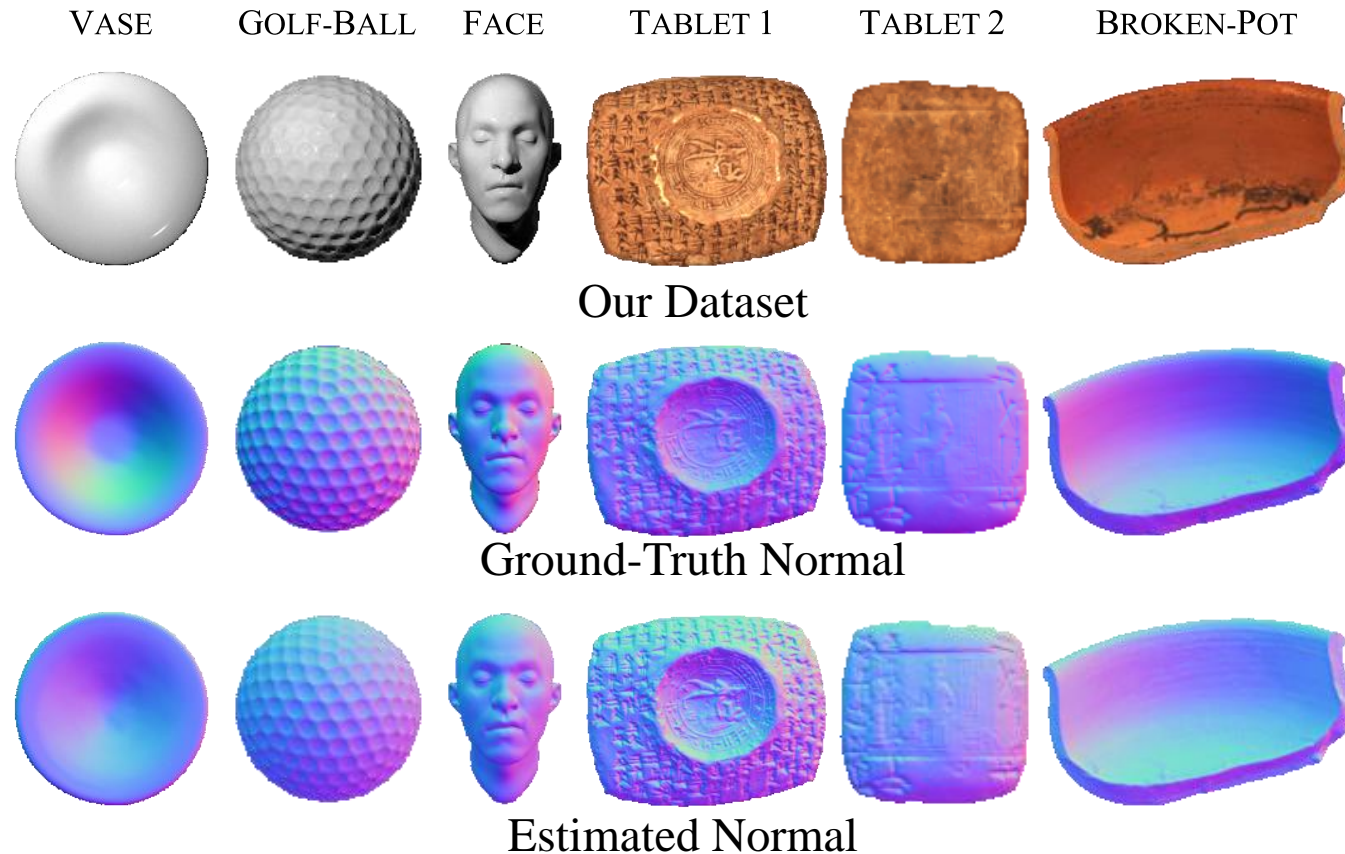 VASE GOLF-BALL FACE TABLET 1 TABLET 2 BROKEN-POT
Our Dataset
Ground-Truth Normal
Estimated Normal